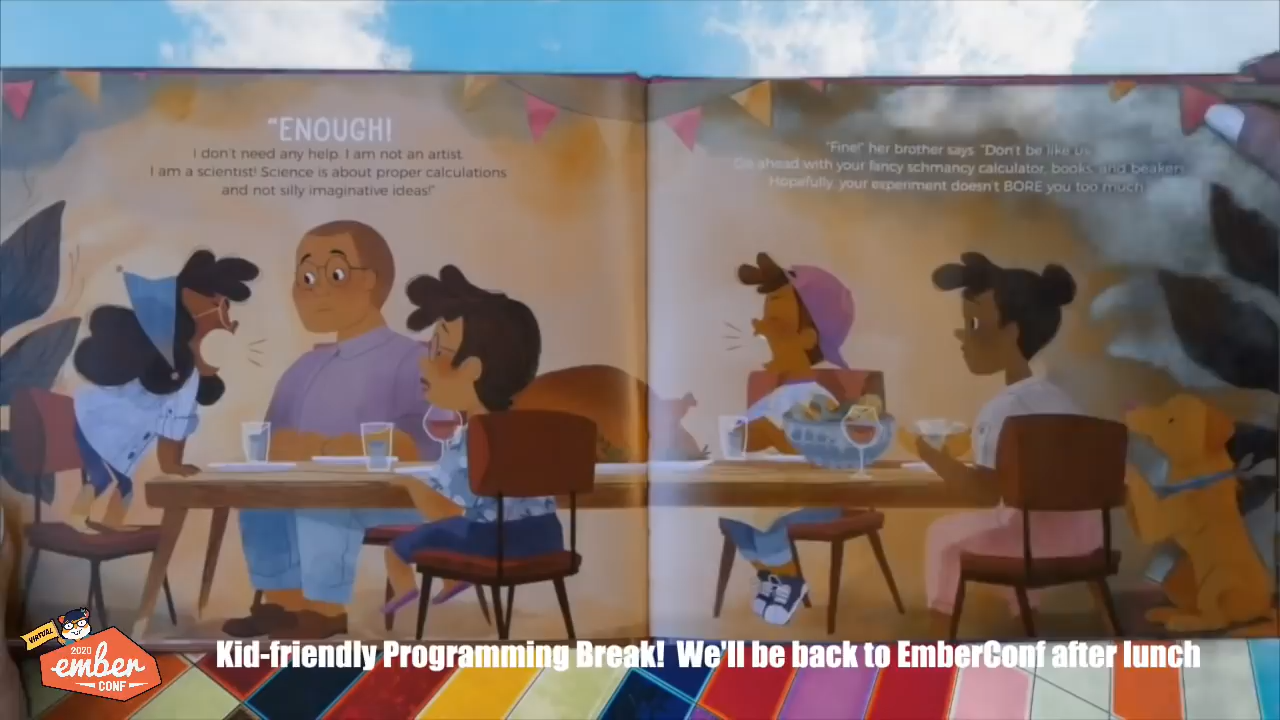 "ENOUGH!
I don't need any help. I am not an artist.
I am a scientist! Science is about proper calculations
and not silly imaginative ideas!"
"Fine!" her brother says. "Don't be like us.
Go ahead with your fancy schmancy calculator, books, and beakers.
Hopefully, your experiment doesn't BORE you too much.
VIRTUAL
2020
ember
CONF
Kid-friendly Programming Break! We'll be back to EmberConf after lunch